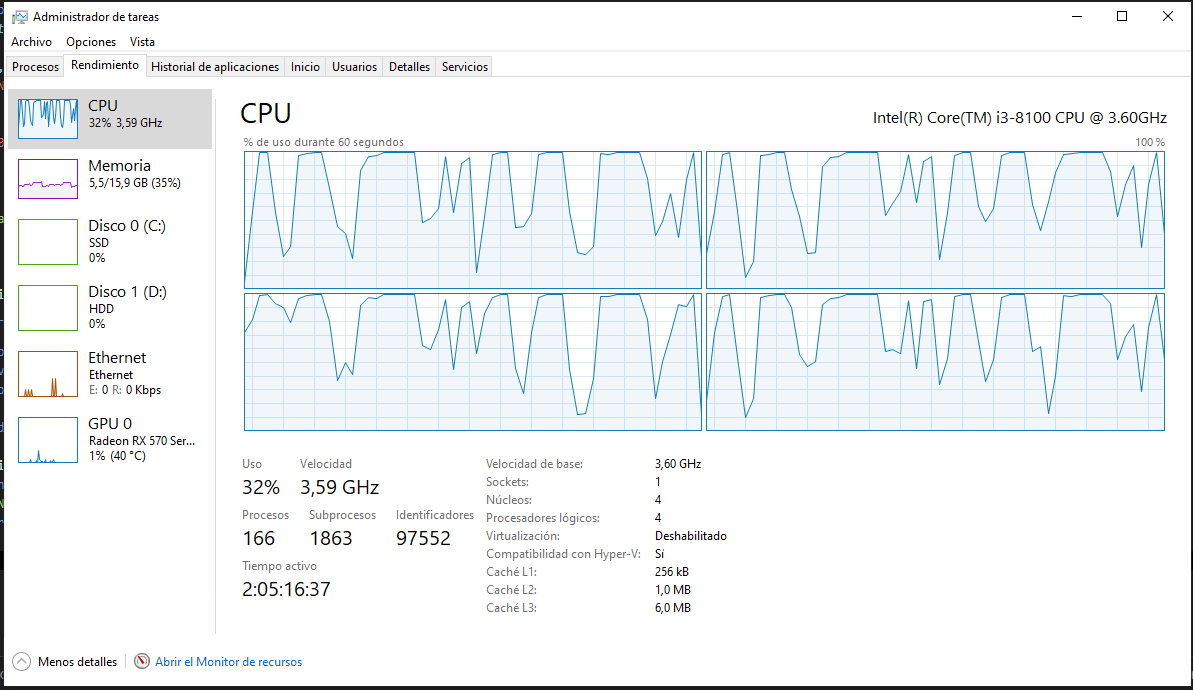 Administrador de tareas
Archivo Opciones Vista
Procesos Rendimiento Historial de aplicaciones Inicio Usuarios Detalles Servicios
CPU
32% 3,59 GHz
Memoria
5,5/15,9 GB (35%)
Disco 0 (C:)
SSD
0%
Disco 1 (D:)
HDD
0%
Ethernet
Ethernet
E: 0 R: 0 Kbps
GPU 0
Radeon RX 570 Ser...
1% (40 °C)
CPU
Intel(R) Core(TM) i3-8100 CPU @ 3.60GHz
% de uso durante 60 segundos 100 %
Uso Velocidad
32% 3,59 GHz
Procesos Subprocesos Identificadores
166 1863 97552
Tiempo activo
2:05:16:37
Velocidad de base: 3,60 GHz
Sockets: 1
Núcleos: 4
Procesadores lógicos: 4
Virtualización: Deshabilitado
Compatibilidad con Hyper-V: Sí
Caché L1: 256 kB
Caché L2: 1,0 MB
Caché L3: 6,0 MB
Menos detalles Abrir el Monitor de recursos